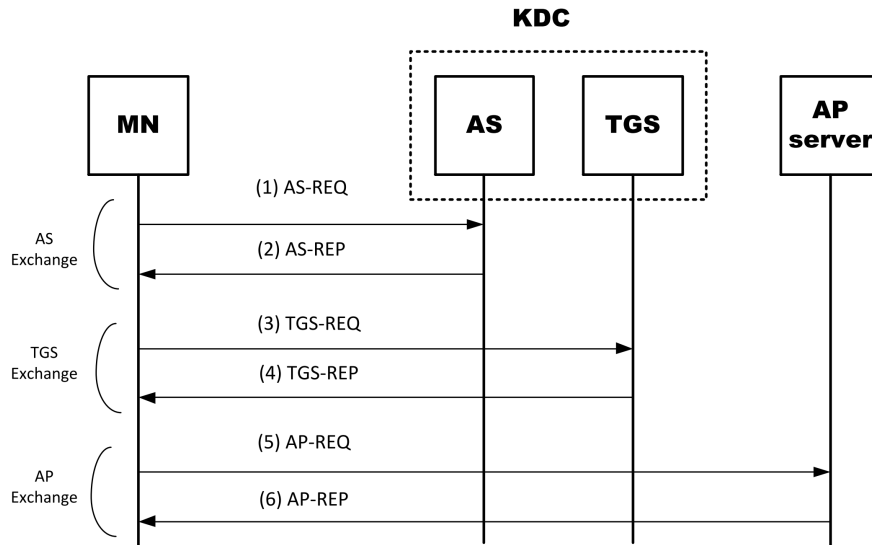 KDC
MN
AS
TGS
AP
server
(1) AS-REQ
AS
Exchange
(2) AS-REP
(3) TGS-REQ
TGS
Exchange
(4) TGS-REP
(5) AP-REQ
AP
Exchange
(6) AP-REP